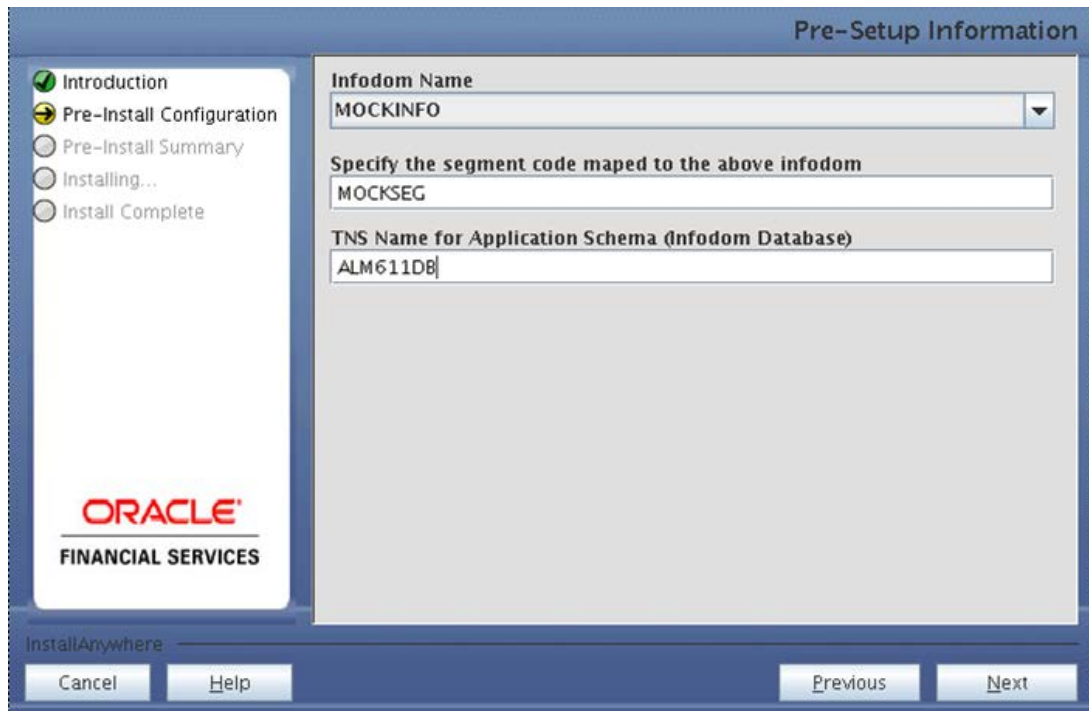 Pre-Setup Information
Introduction
Pre-Install Configuration
Pre-Install Summary
Installing...
Install Complete
ORACLE'
FINANCIAL SERVICES
Infodom Name
MOCKINFO
Specify the segment code maped to the above infodom
MOCKSEG
TNS Name for Application Schema (Infodom Database)
ALM611DB
InstallAnywhere
Cancel
Help
Previous
Next